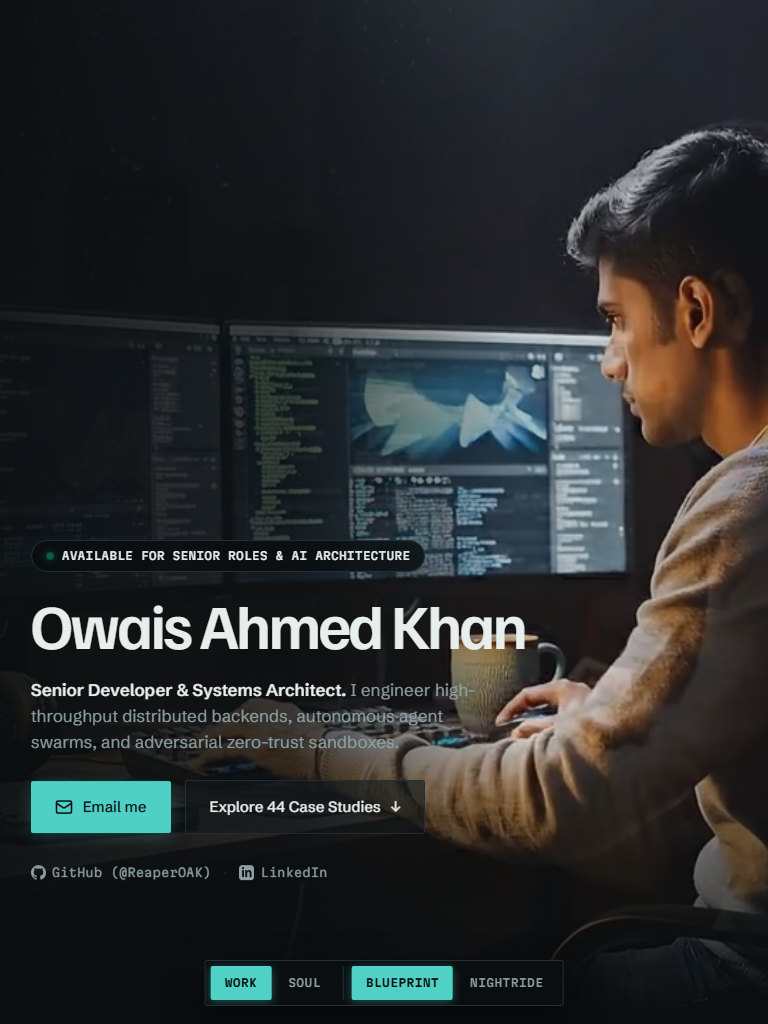 AVAILABLE FOR SENIOR ROLES & AI ARCHITECTURE
Owais Ahmed Khan
Senior Developer & Systems Architect. I engineer high-
throughput distributed backends, autonomous agent
swarms, and adversarial zero-trust sandboxes.
Email me
Explore 44 Case Studies ↓
GitHub (@ReaperOAK) · LinkedIn
WORK SOUL BLUEPRINT NIGHTRIDE